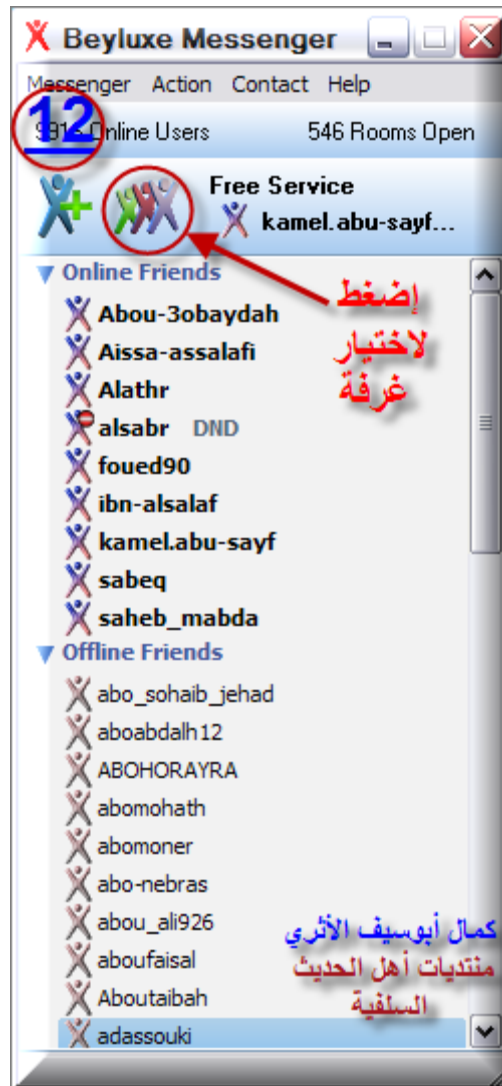 Beyluxe Messenger
Messenger Action Contact Help
12
Online Users 546 Rooms Open
Free Service
kamel.abu-sayf...
إضغط
لاختيار
غرفة
Online Friends
Abou-3obaydah
Aissa-assalafi
Alathr
alsabr DND
foued90
ibn-alsalaf
kamel.abu-sayf
sabeq
saheb_mabda
Offline Friends
abo_sohaib_jehad
aboabdalh12
ABOHORAYRA
abomohath
abomoner
abo-nebras
abou_ali926
aboufaisal
Aboutaibah
adassouki
كمال أبوسيف الأثري
منتديات أهل الحديث
السلفية